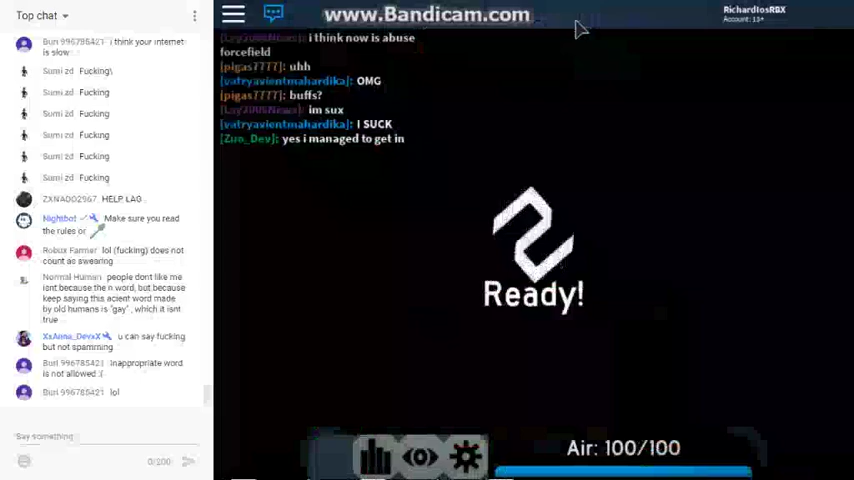 Top chat
Buri 996785421 i think your internet
is slow
Sumi zd Fucking\
Sumi zd Fucking
Sumi zd Fucking
Sumi zd Fucking
Sumi zd Fucking
Sumi zd Fucking
ZXNADO2967 HELP LAG
Nightbot Make sure you read
the rules or
Robux Farmer lol (fucking) does not
count as swearing
Normal Human people dont like me
isnt because the n word, but because
keep saying this acient word made
by old humans is "gay" , which it isnt
true
XxAnna_DevxX u can say fucking
but not spamming
Buri 996785421 Inappropriate word
is not allowed :(
Buri 996785421 lol
Say something...
0/200
www.Bandicam.com
RichardIosRBX
Account: 13+
i think now is abuse
forcefield
[pigas7777]: uhh
[vatryavientmahardika]: OMG
[pigas7777]: buffs?
im sux
[vatryavientmahardika]: I SUCK
[Zuo_Dev]: yes i managed to get in
Ready!
Air: 100/100